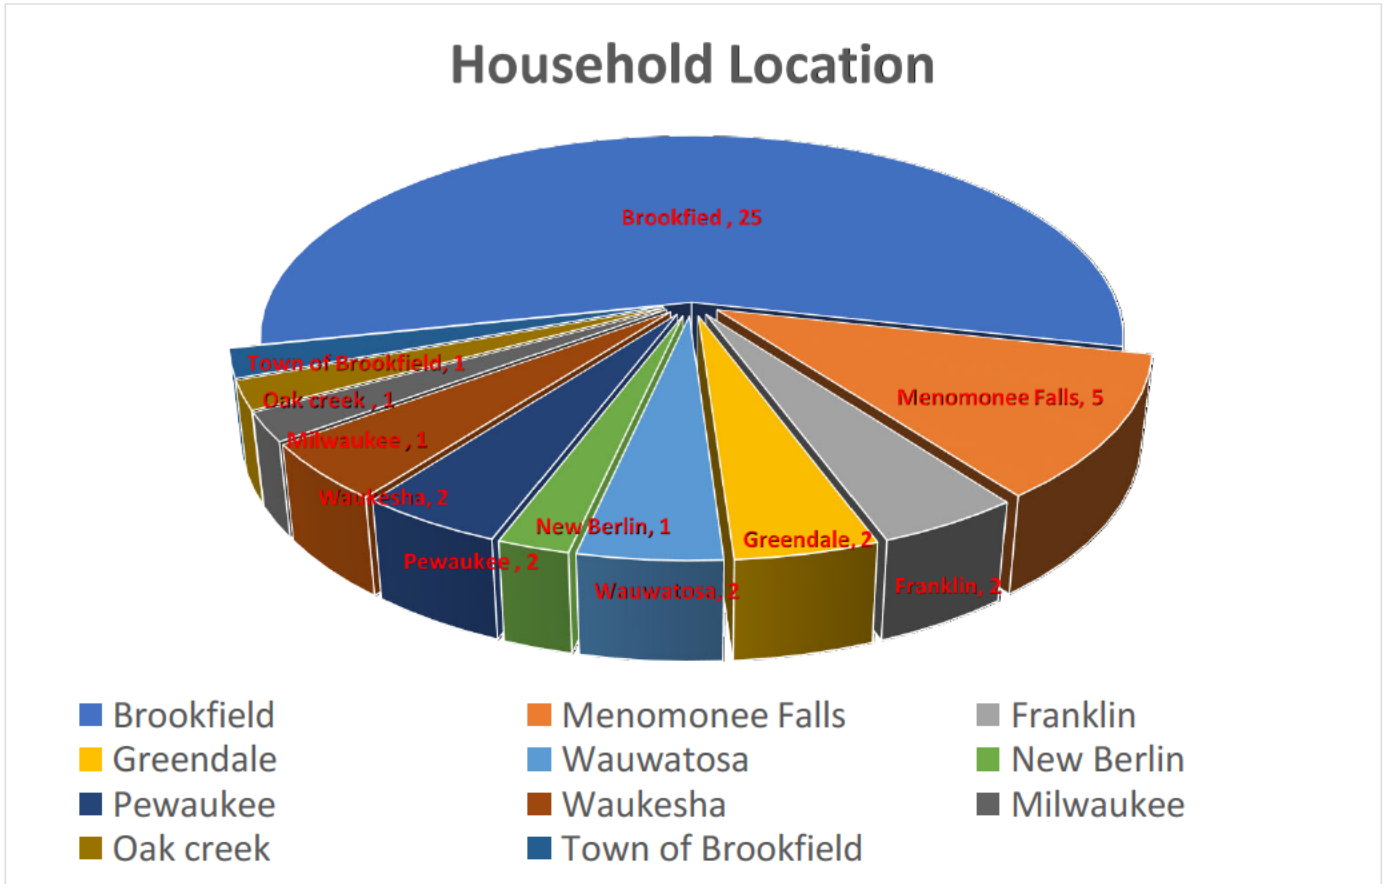 Household Location
Brookfied , 25
Town of Brookfield, 1
Menomonee Falls, 5
Oak creek , 1
Milwaukee , 1
Waukesha, 2
New Berlin, 1
Greendale, 2
Pewaukee , 2
Franklin, 2
Wauwatosa, 2
Brookfield Menomonee Falls Franklin
Greendale Wauwatosa New Berlin
Pewaukee Waukesha Milwaukee
Oak creek Town of Brookfield